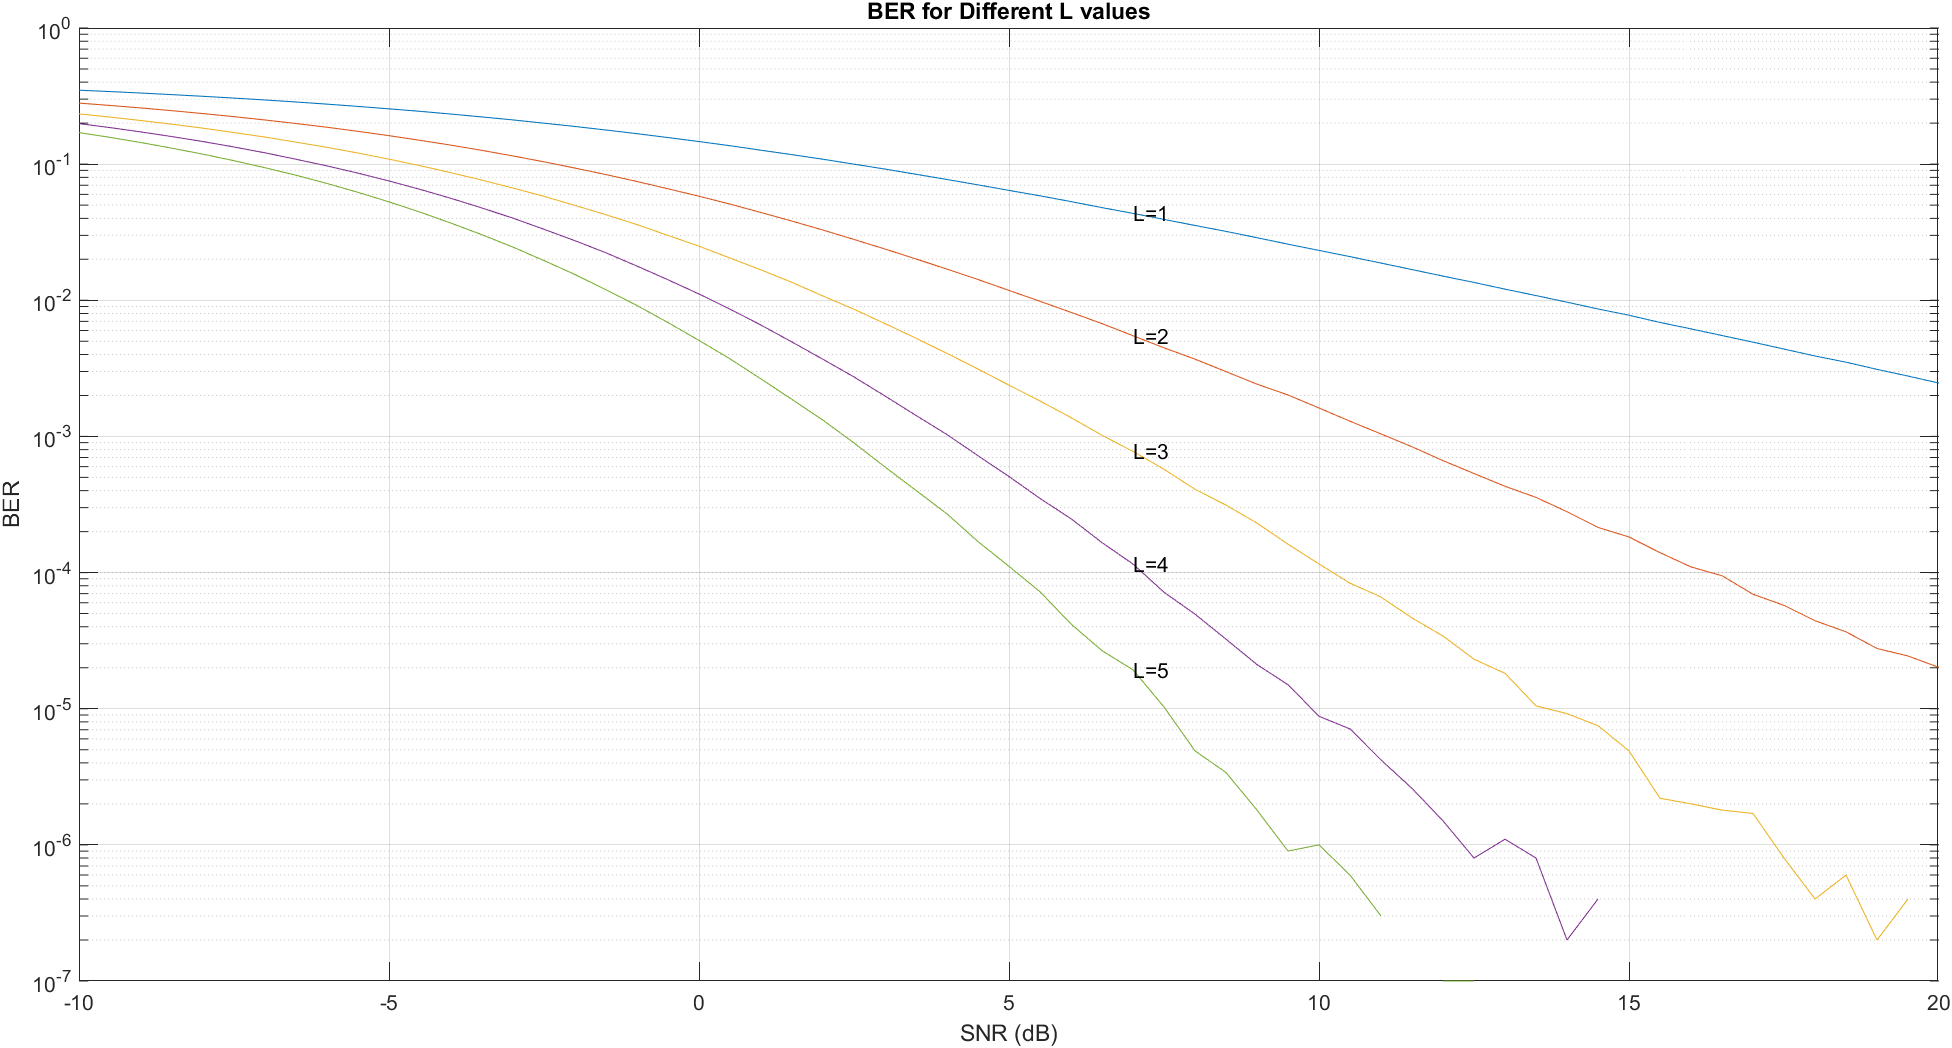 BER for Different L values
10^0
10^-1
10^-2
10^-3
10^-4
10^-5
10^-6
10^-7
BER
L=1
L=2
L=3
L=4
L=5
-10 -5 0 5 10 15 20
SNR (dB)